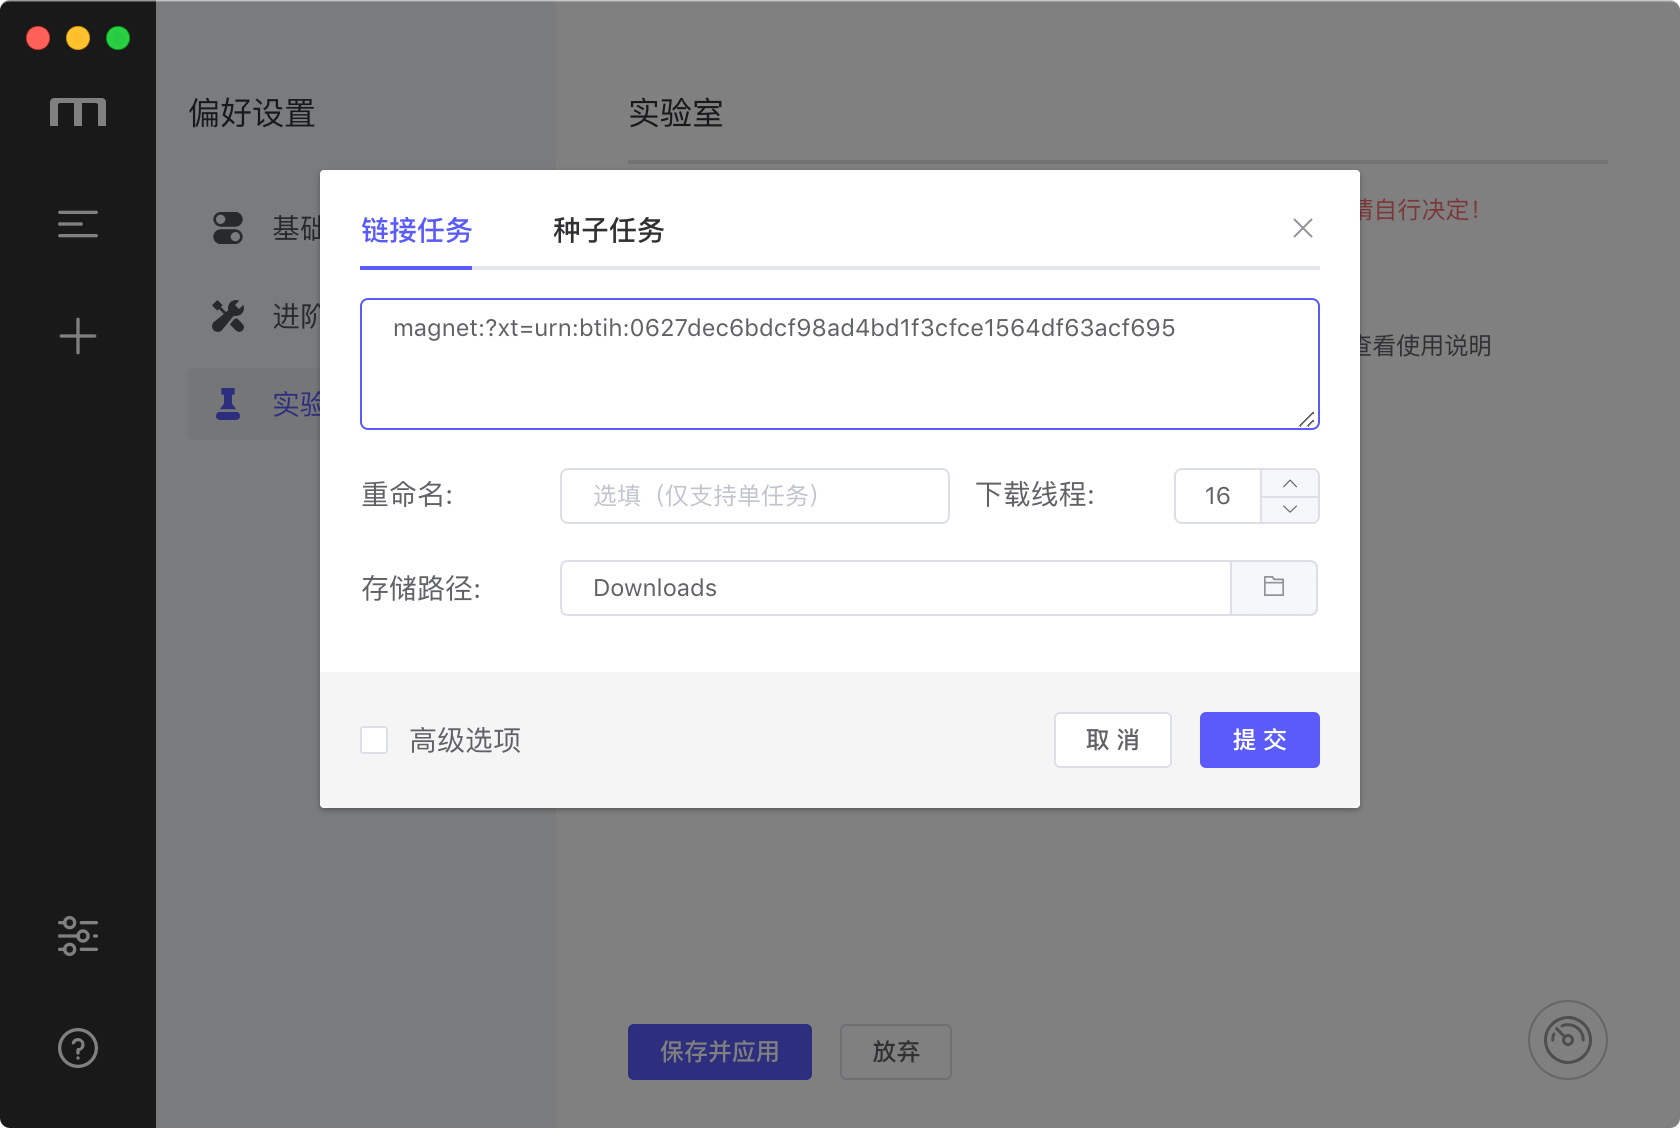 偏好设置
实验室
基础
进阶
实验
请自行决定!
查看使用说明
链接任务
种子任务
magnet:?xt=urn:btih:0627dec6bdcf98ad4bd1f3cfce1564df63acf695
重命名:
选填（仅支持单任务）
下载线程:
16
存储路径:
Downloads
高级选项
取 消
提 交
保存并应用
放弃